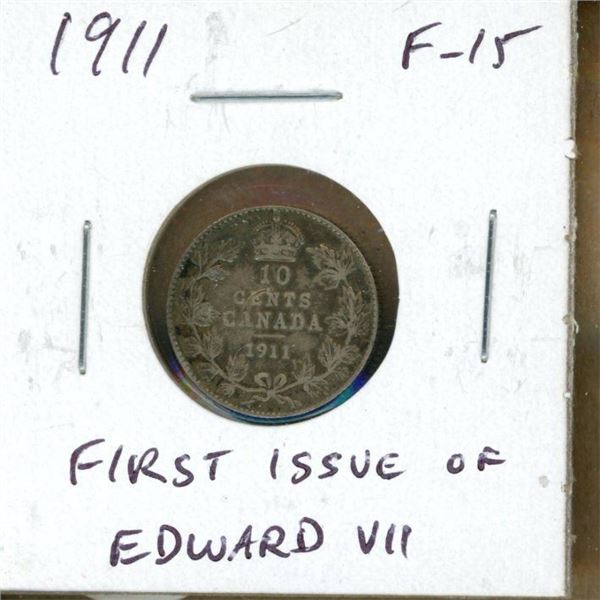 1911 F-15
10
CENTS
CANADA
1911
FIRST ISSUE OF
EDWARD VII